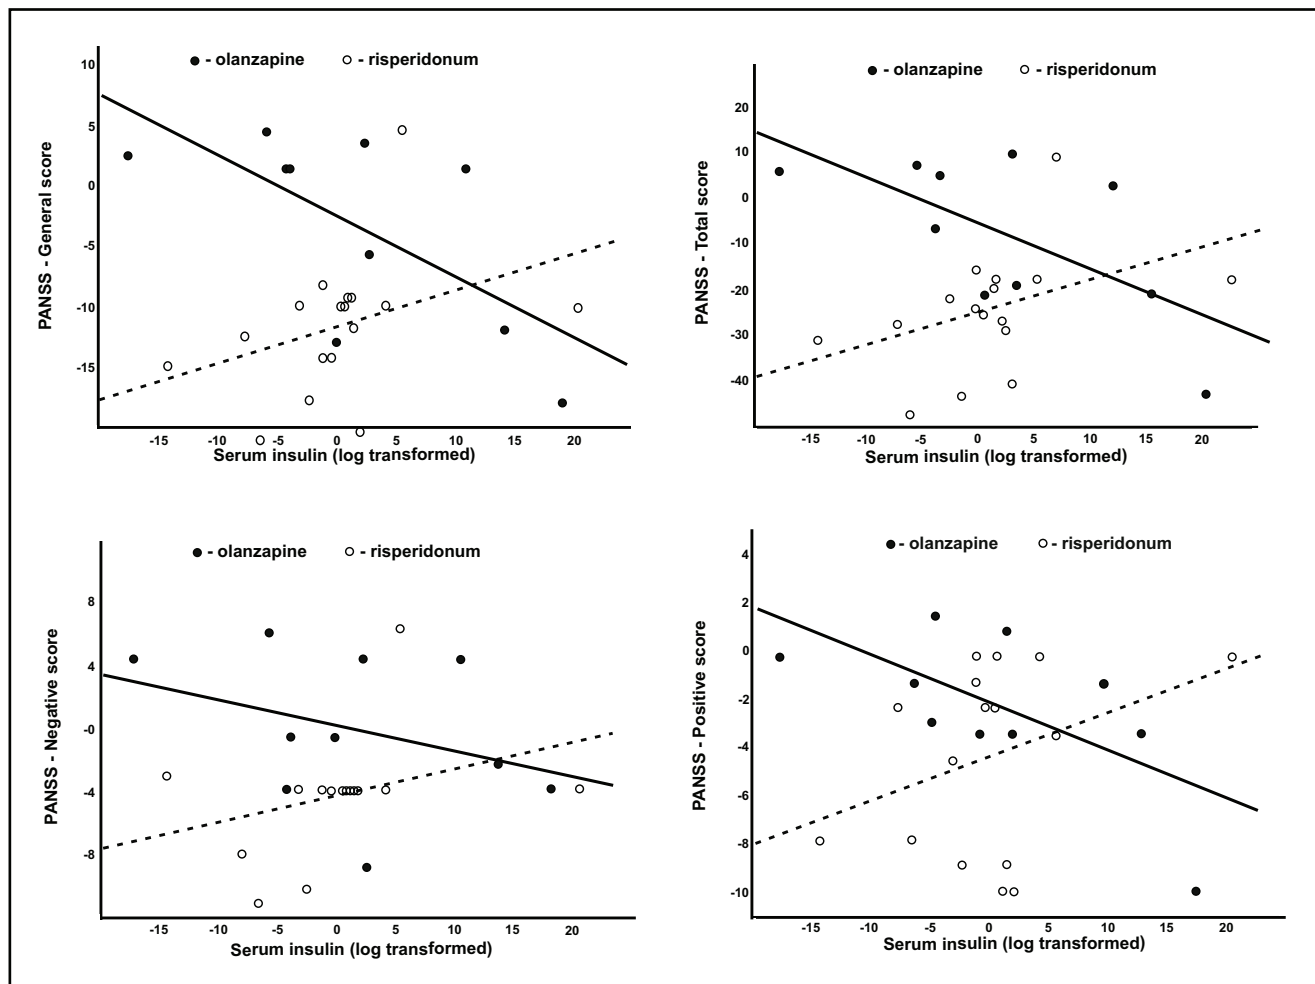 ● - olanzapine ○ - risperidonum
10
5
0
-5
-10
-15
PANSS - General score
-15 -10 -5 0 5 10 15 20
Serum insulin (log transformed)
● - olanzapine ○ - risperidonum
20
10
0
-10
-20
-30
-40
PANSS - Total score
-15 -10 -5 0 5 10 15 20
Serum insulin (log transformed)
● - olanzapine ○ - risperidonum
8
4
-0
-4
-8
PANSS - Negative score
-15 -10 -5 0 5 10 15 20
Serum insulin (log transformed)
● - olanzapine ○ - risperidonum
4
2
0
-2
-4
-6
-8
-10
PANSS - Positive score
-15 -10 -5 0 5 10 15 20
Serum insulin (log transformed)